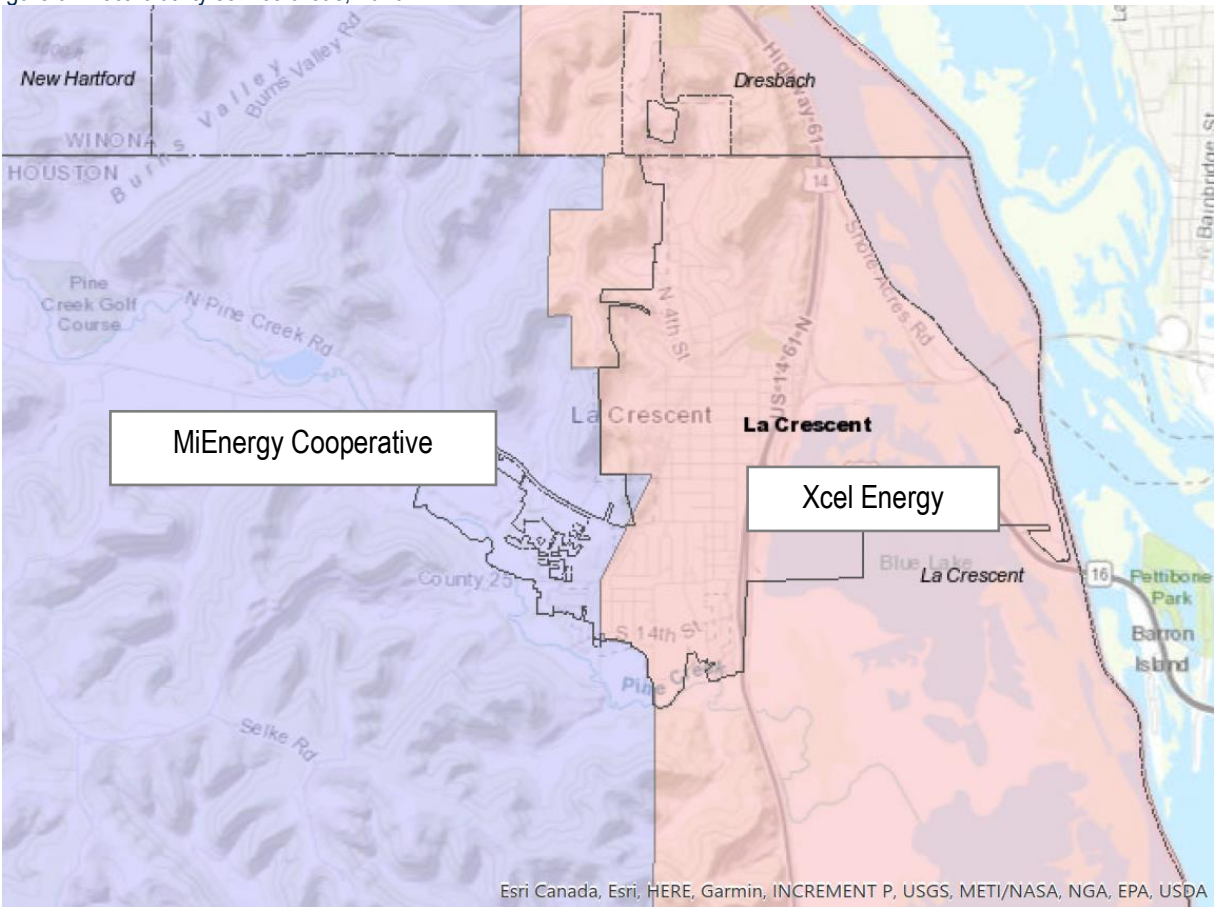 New Hartford
Burns Valley Rd
Burns Valley
WINONA
HOUSTON
Dresbach
Highway 61
14
Bainbridge St
Pine
Creek Golf
Course
N Pine Creek Rd
N 4th St
Shore Acres Rd
US-14-61 N
La Crescent
La Crescent
MiEnergy Cooperative
Xcel Energy
Blue Lake
La Crescent
16
Pettibone
Park
Barron
Island
County 25
S 14th St
Pine Creek
Selke Rd
Esri Canada, Esri, HERE, Garmin, INCREMENT P, USGS, METI/NASA, NGA, EPA, USDA